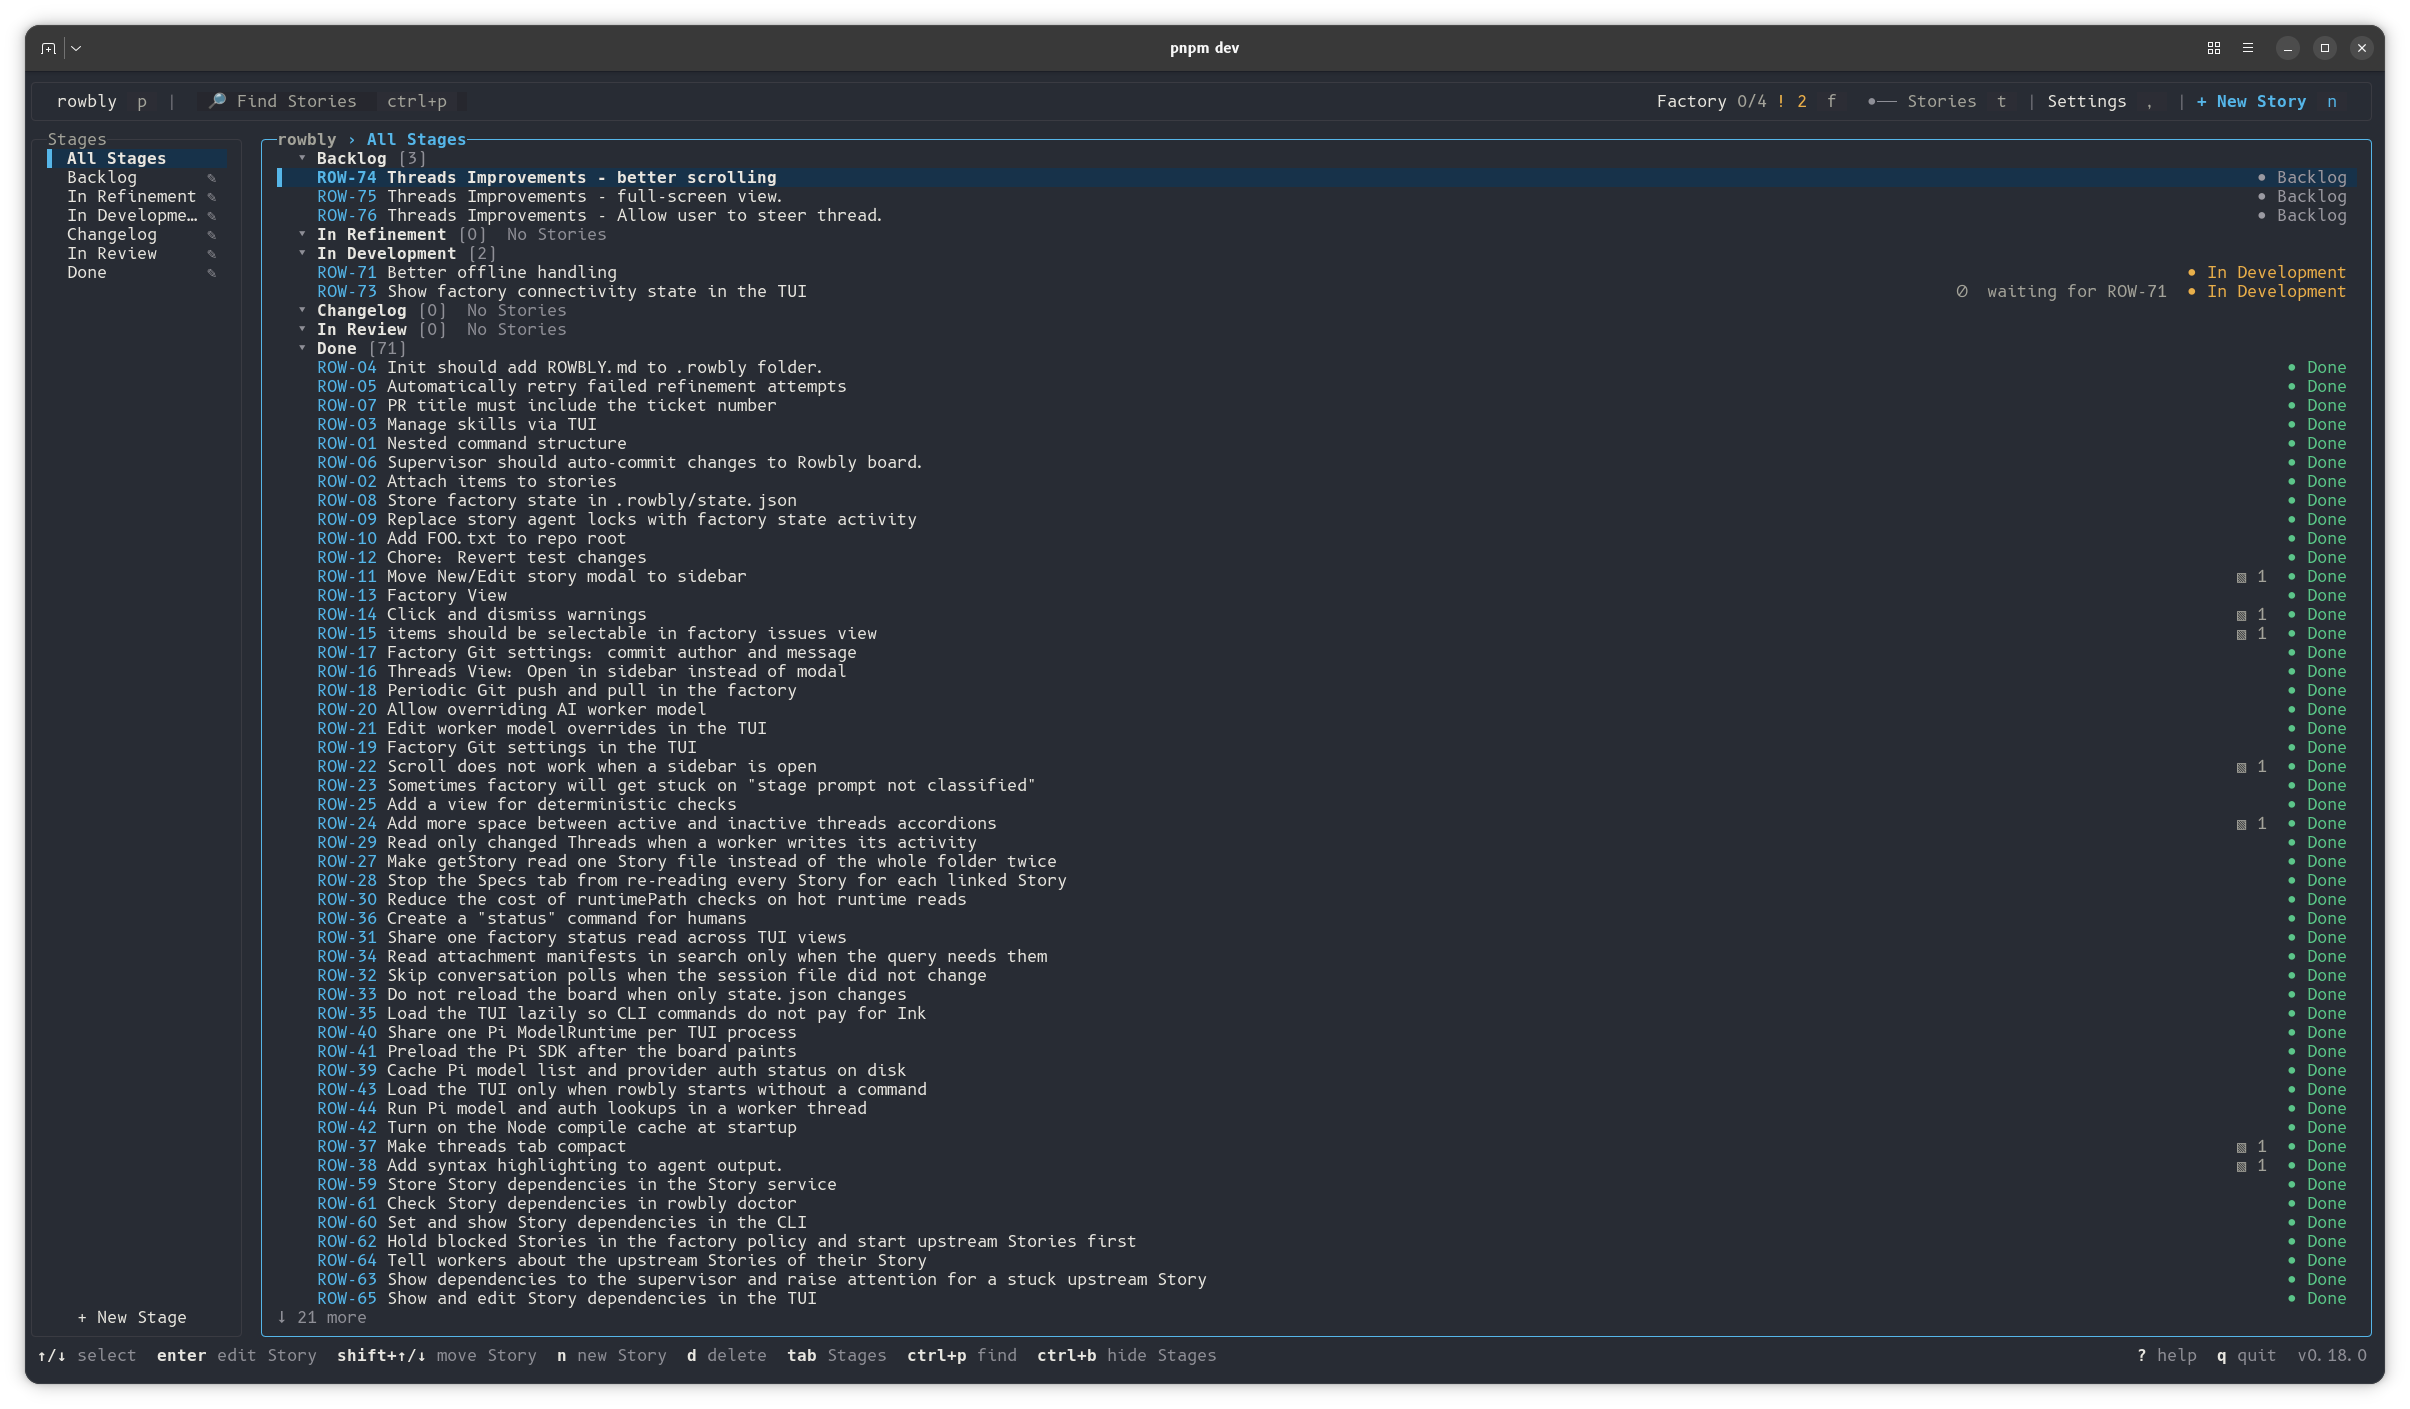 pnpm dev
rowbly p | 🔎 Find Stories ctrl+p Factory 0/4 ! 2 f ●── Stories t | Settings , | + New Story n
Stages
All Stages
Backlog ✎
In Refinement ✎
In Developme… ✎
Changelog ✎
In Review ✎
Done ✎
+ New Stage
rowbly › All Stages
▾ Backlog [3]
ROW-74 Threads Improvements - better scrolling ● Backlog
ROW-75 Threads Improvements - full-screen view. ● Backlog
ROW-76 Threads Improvements - Allow user to steer thread. ● Backlog
▾ In Refinement [0] No Stories
▾ In Development [2]
ROW-71 Better offline handling ● In Development
ROW-73 Show factory connectivity state in the TUI ∅ waiting for ROW-71 ● In Development
▾ Changelog [0] No Stories
▾ In Review [0] No Stories
▾ Done [71]
ROW-04 Init should add ROWBLY.md to .rowbly folder. ● Done
ROW-05 Automatically retry failed refinement attempts ● Done
ROW-07 PR title must include the ticket number ● Done
ROW-03 Manage skills via TUI ● Done
ROW-01 Nested command structure ● Done
ROW-06 Supervisor should auto-commit changes to Rowbly board. ● Done
ROW-02 Attach items to stories ● Done
ROW-08 Store factory state in .rowbly/state.json ● Done
ROW-09 Replace story agent locks with factory state activity ● Done
ROW-10 Add FOO.txt to repo root ● Done
ROW-12 Chore: Revert test changes ● Done
ROW-11 Move New/Edit story modal to sidebar ▧ 1 ● Done
ROW-13 Factory View ● Done
ROW-14 Click and dismiss warnings ▧ 1 ● Done
ROW-15 items should be selectable in factory issues view ▧ 1 ● Done
ROW-17 Factory Git settings: commit author and message ● Done
ROW-16 Threads View: Open in sidebar instead of modal ● Done
ROW-18 Periodic Git push and pull in the factory ● Done
ROW-20 Allow overriding AI worker model ● Done
ROW-21 Edit worker model overrides in the TUI ● Done
ROW-19 Factory Git settings in the TUI ● Done
ROW-22 Scroll does not work when a sidebar is open ▧ 1 ● Done
ROW-23 Sometimes factory will get stuck on "stage prompt not classified" ● Done
ROW-25 Add a view for deterministic checks ● Done
ROW-24 Add more space between active and inactive threads accordions ▧ 1 ● Done
ROW-29 Read only changed Threads when a worker writes its activity ● Done
ROW-27 Make getStory read one Story file instead of the whole folder twice ● Done
ROW-28 Stop the Specs tab from re-reading every Story for each linked Story ● Done
ROW-30 Reduce the cost of runtimePath checks on hot runtime reads ● Done
ROW-36 Create a "status" command for humans ● Done
ROW-31 Share one factory status read across TUI views ● Done
ROW-34 Read attachment manifests in search only when the query needs them ● Done
ROW-32 Skip conversation polls when the session file did not change ● Done
ROW-33 Do not reload the board when only state.json changes ● Done
ROW-35 Load the TUI lazily so CLI commands do not pay for Ink ● Done
ROW-40 Share one Pi ModelRuntime per TUI process ● Done
ROW-41 Preload the Pi SDK after the board paints ● Done
ROW-39 Cache Pi model list and provider auth status on disk ● Done
ROW-43 Load the TUI only when rowbly starts without a command ● Done
ROW-44 Run Pi model and auth lookups in a worker thread ● Done
ROW-42 Turn on the Node compile cache at startup ● Done
ROW-37 Make threads tab compact ▧ 1 ● Done
ROW-38 Add syntax highlighting to agent output. ▧ 1 ● Done
ROW-59 Store Story dependencies in the Story service ● Done
ROW-61 Check Story dependencies in rowbly doctor ● Done
ROW-60 Set and show Story dependencies in the CLI ● Done
ROW-62 Hold blocked Stories in the factory policy and start upstream Stories first ● Done
ROW-64 Tell workers about the upstream Stories of their Story ● Done
ROW-63 Show dependencies to the supervisor and raise attention for a stuck upstream Story ● Done
ROW-65 Show and edit Story dependencies in the TUI ● Done
↓ 21 more
↑/↓ select enter edit Story shift+↑/↓ move Story n new Story d delete tab Stages ctrl+p find ctrl+b hide Stages ? help q quit v0.18.0